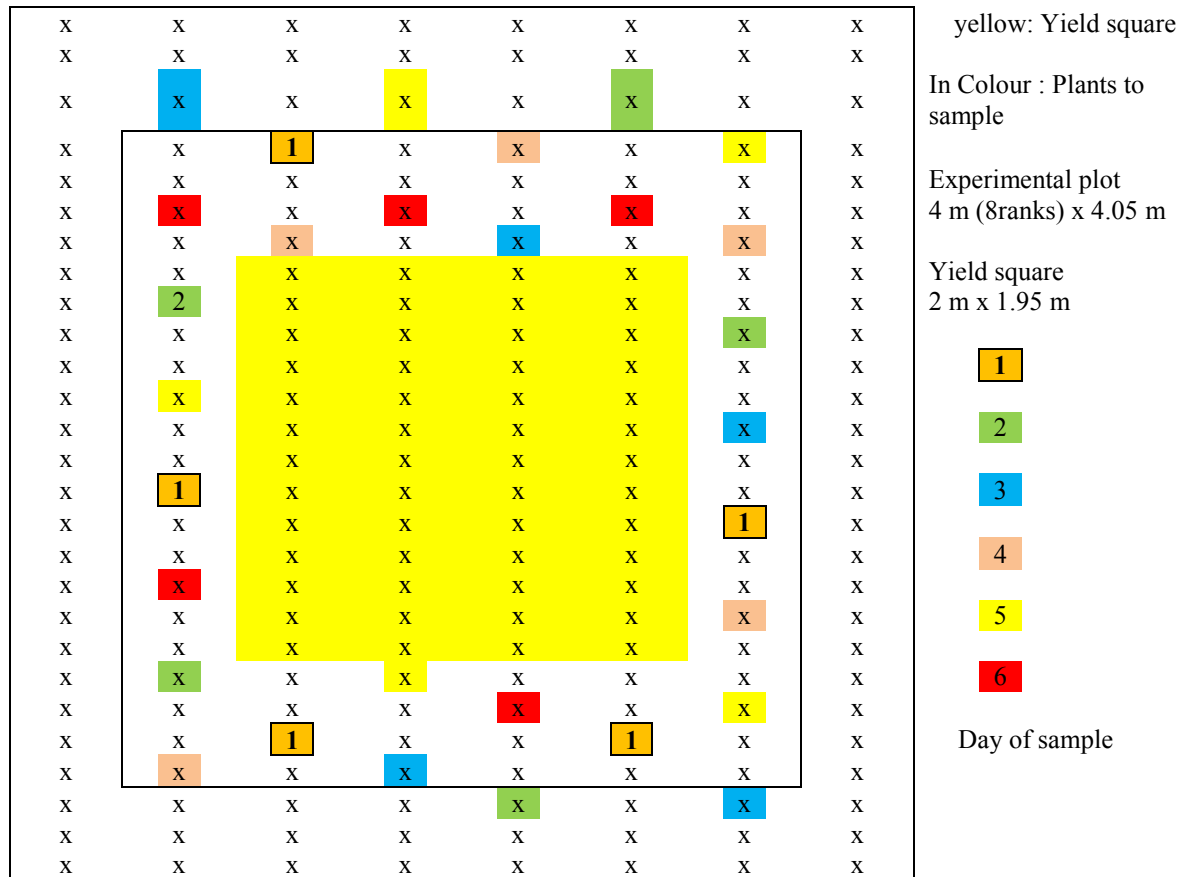 x x x x x x x x
x x x x x x x x
x x x x x x x x
x x 1 x x x x x
x x x x x x x x
x x x x x x x x
x x x x x x x x
x x x x x x x x
x 2 x x x x x x
x x x x x x x x
x x x x x x x x
x x x x x x x x
x x x x x x x x
x x x x x x x x
x 1 x x x x x x
x x x x x x 1 x
x x x x x x x x
x x x x x x x x
x x x x x x x x
x x x x x x x x
x x x x x x x x
x x x x x x x x
x x 1 x x 1 x x
x x x x x x x x
x x x x x x x x
x x x x x x x x
x x x x x x x x
yellow: Yield square
In Colour : Plants to
sample
Experimental plot
4 m (8ranks) x 4.05 m
Yield square
2 m x 1.95 m
1
2
3
4
5
6
Day of sample